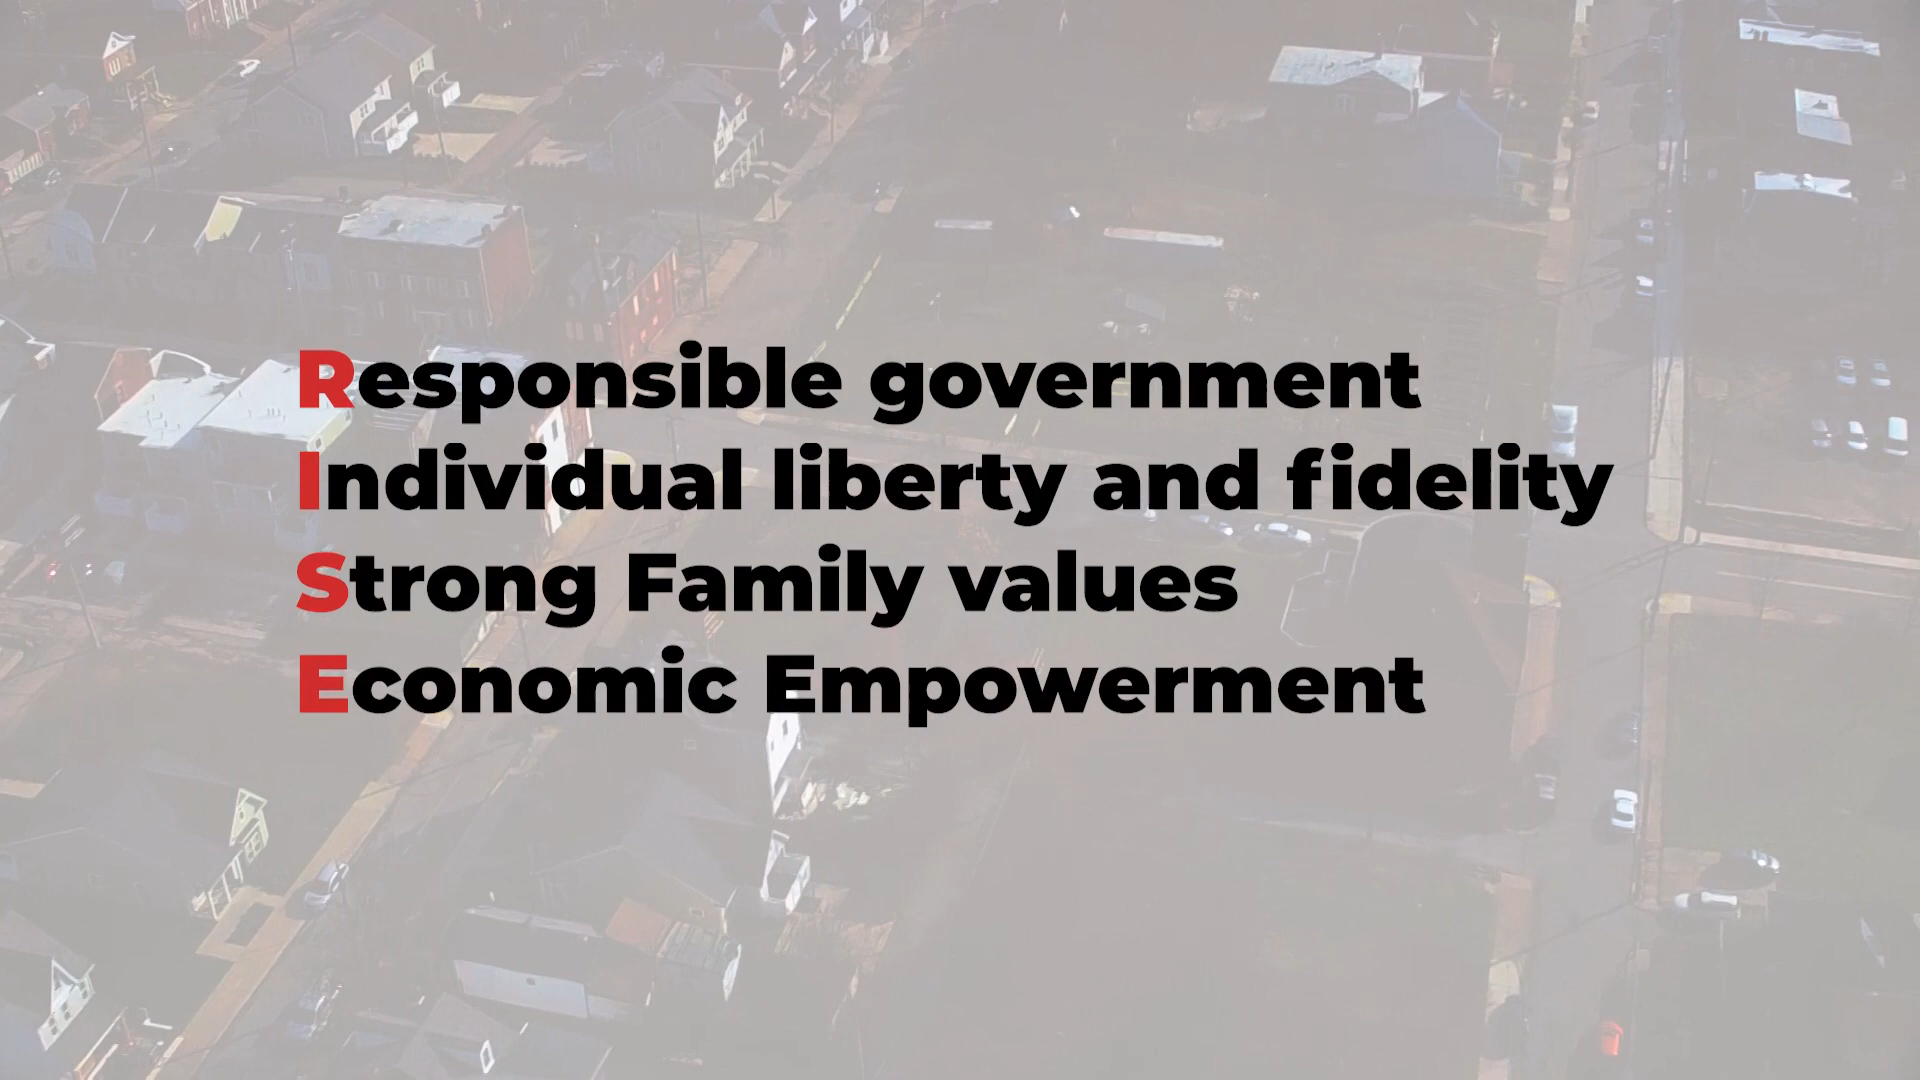 Responsible government
Individual liberty and fidelity
Strong Family values
Economic Empowerment